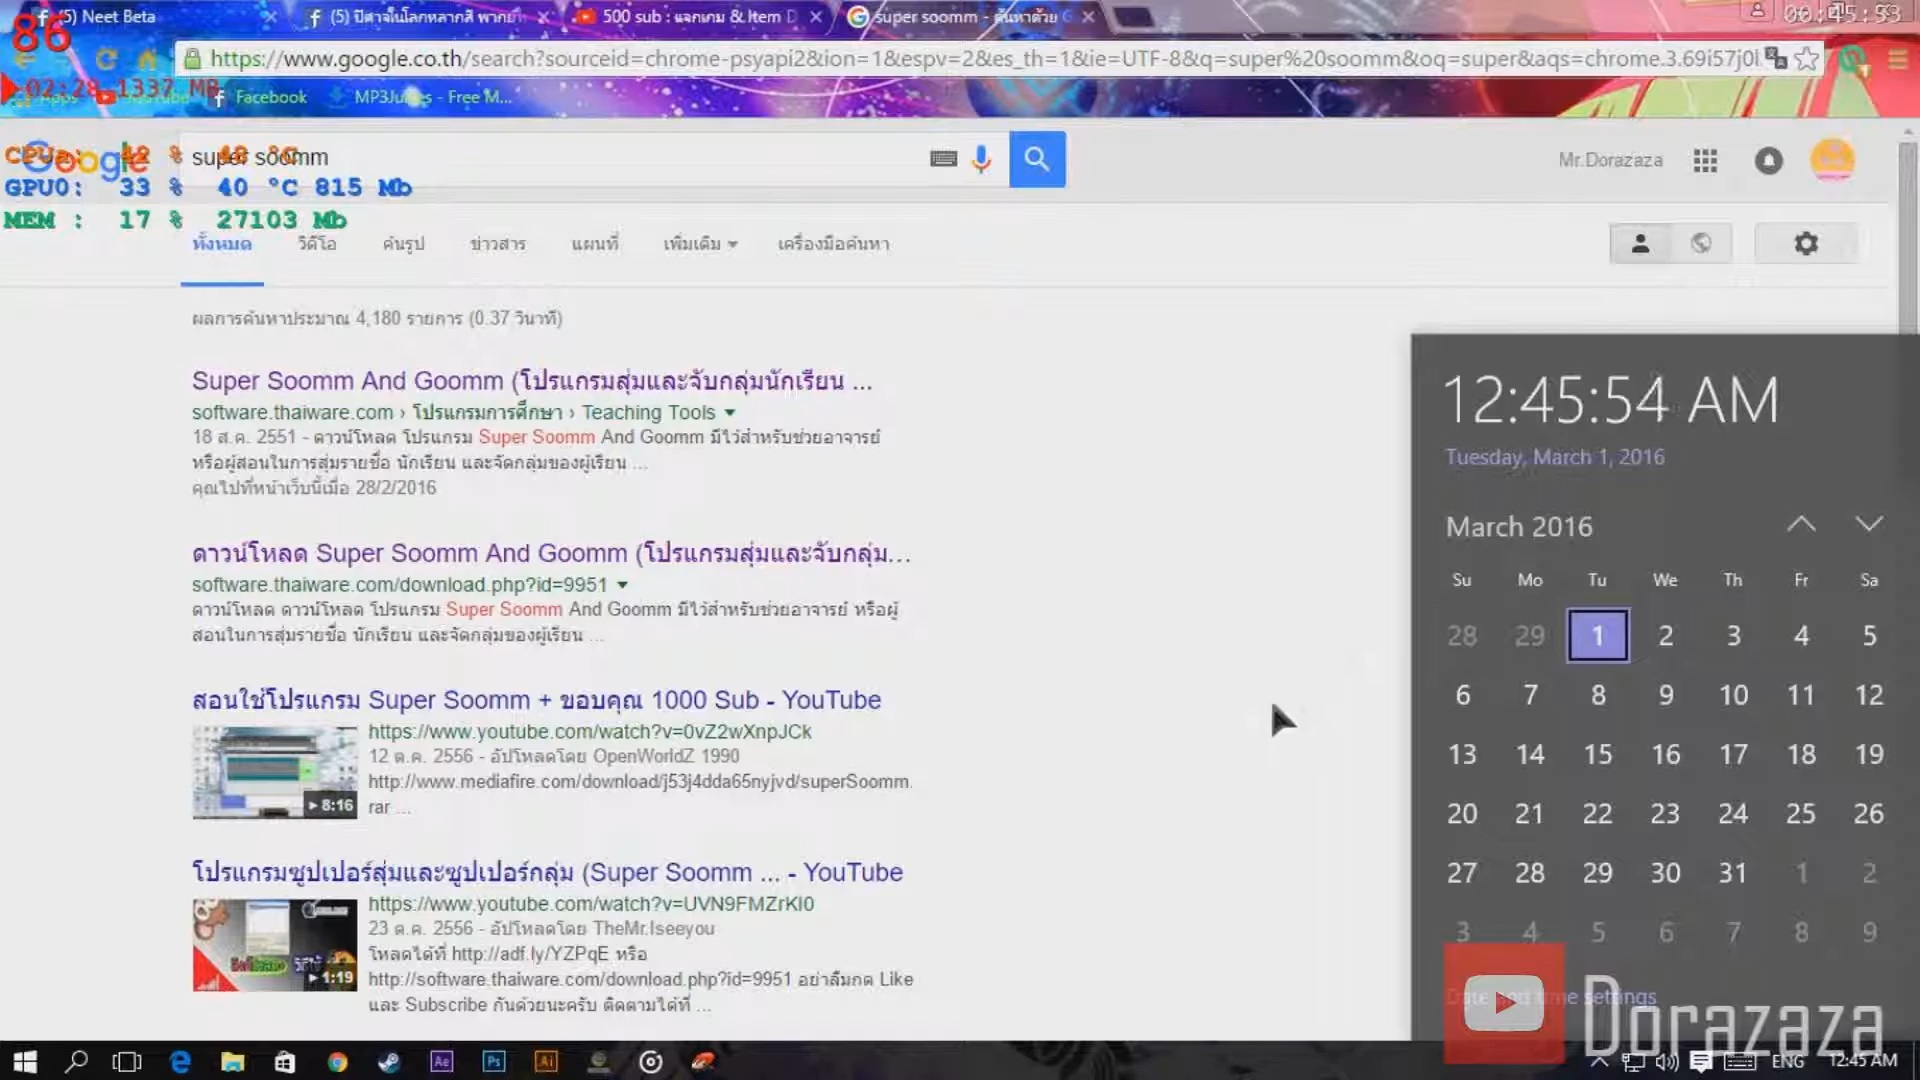 (5) Neet Beta
(5) ปีศาจในโลกหลากสี พากย์ไ
500 sub : แจกเกม & Item D
super soomm - ค้นหาด้วย G
00:45:53
86
https://www.google.co.th/search?sourceid=chrome-psyapi2&ion=1&espv=2&es_th=1&ie=UTF-8&q=super%20soomm&oq=super&aqs=chrome.3.69i57j0l
02:28 1337 MB
Apps
Facebook
MP3Juices - Free M...
Google
super soomm
Mr.Dorazaza
GPU0: 33 % 40 °C 815 Mb
MEM : 17 % 27103 Mb
ทั้งหมด
วิดีโอ
ค้นรูป
ข่าวสาร
แผนที่
เพิ่มเติม
เครื่องมือค้นหา
ผลการค้นหาประมาณ 4,180 รายการ (0.37 วินาที)
Super Soomm And Goomm (โปรแกรมสุ่มและจับกลุ่มนักเรียน ...
software.thaiware.com › โปรแกรมการศึกษา › Teaching Tools
18 ส.ค. 2551 - ดาวน์โหลด โปรแกรม Super Soomm And Goomm มีไว้สำหรับช่วยอาจารย์
หรือผู้สอนในการสุ่มรายชื่อ นักเรียน และจัดกลุ่มของผู้เรียน ...
คุณไปที่หน้าเว็บนี้เมื่อ 28/2/2016
ดาวน์โหลด Super Soomm And Goomm (โปรแกรมสุ่มและจับกลุ่ม...
software.thaiware.com/download.php?id=9951
ดาวน์โหลด ดาวน์โหลด โปรแกรม Super Soomm And Goomm มีไว้สำหรับช่วยอาจารย์ หรือผู้
สอนในการสุ่มรายชื่อ นักเรียน และจัดกลุ่มของผู้เรียน ...
สอนใช้โปรแกรม Super Soomm + ขอบคุณ 1000 Sub - YouTube
https://www.youtube.com/watch?v=0vZ2wXnpJCk
12 ต.ค. 2556 - อัปโหลดโดย OpenWorldZ 1990
http://www.mediafire.com/download/j53j4dda65nyjvd/superSoomm.
rar ...
8:16
โปรแกรมซูปเปอร์สุ่มและซูปเปอร์กลุ่ม (Super Soomm ... - YouTube
https://www.youtube.com/watch?v=UVN9FMZrKI0
23 ต.ค. 2556 - อัปโหลดโดย TheMr.Iseeyou
โหลดได้ที่ http://adf.ly/YZPqE หรือ
http://software.thaiware.com/download.php?id=9951 อย่าลืมกด Like
และ Subscribe กันด้วยนะครับ ติดตามได้ที่ ...
1:19
12:45:54 AM
Tuesday, March 1, 2016
March 2016
Su Mo Tu We Th Fr Sa
28 29 1 2 3 4 5
6 7 8 9 10 11 12
13 14 15 16 17 18 19
20 21 22 23 24 25 26
27 28 29 30 31 1 2
3 4 5 6 7 8 9
Date and time settings
Dorazaza
Ae
Ps
Ai
ENG
12:45 AM